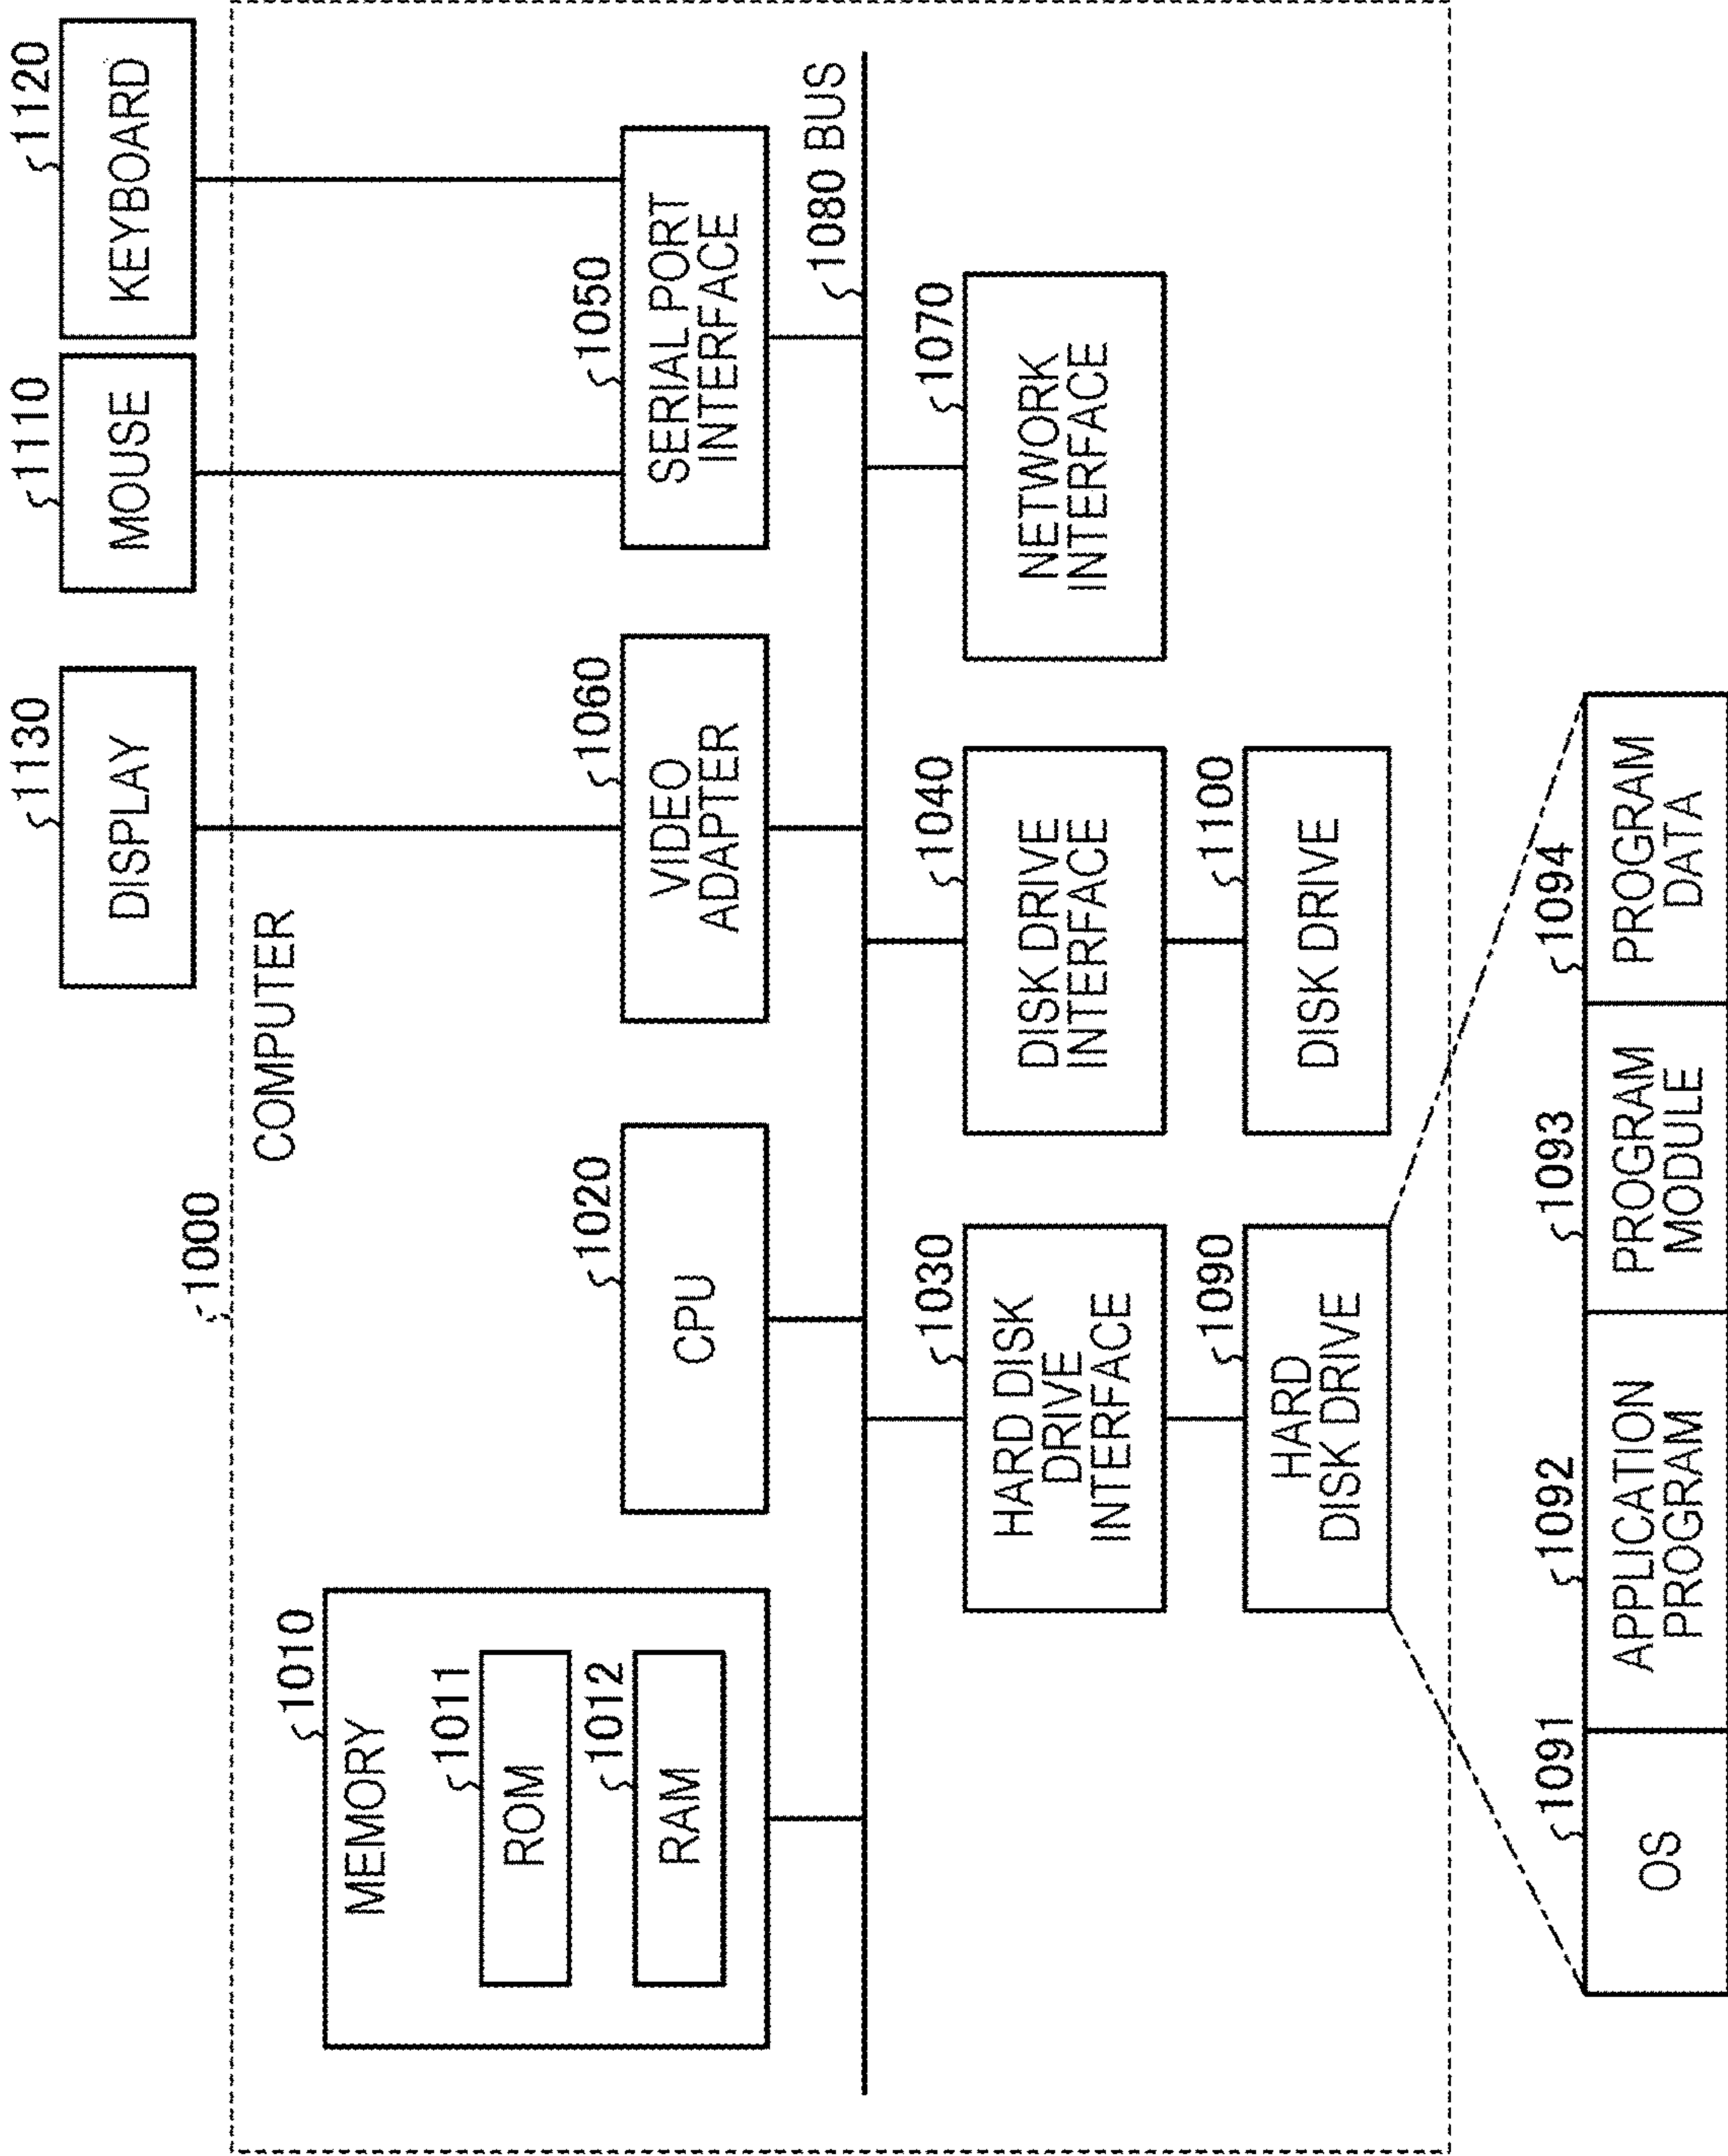 1130
DISPLAY
1110
MOUSE
1120
KEYBOARD
1000
COMPUTER
1010
MEMORY
1011
ROM
1012
RAM
1020
CPU
1060
VIDEO
ADAPTER
1050
SERIAL PORT
INTERFACE
1080 BUS
1030
HARD DISK
DRIVE
INTERFACE
1040
DISK DRIVE
INTERFACE
1070
NETWORK
INTERFACE
1090
HARD
DISK DRIVE
1100
DISK DRIVE
1091
OS
1092
APPLICATION
PROGRAM
1093
PROGRAM
MODULE
1094
PROGRAM
DATA